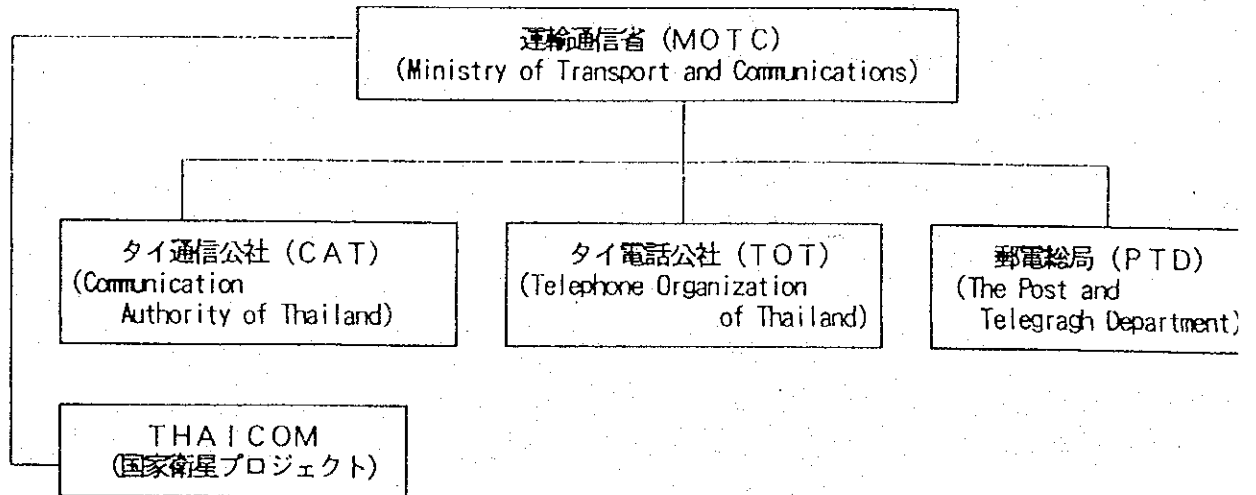 運輸通信省 (MOTC)
(Ministry of Transport and Communications)
タイ通信公社 (CAT)
(Communication
Authority of Thailand)
タイ電話公社 (TOT)
(Telephone Organization
of Thailand)
郵電総局 (PTD)
(The Post and
Telegragh Department)
THAICOM
(国家衛星プロジェクト)